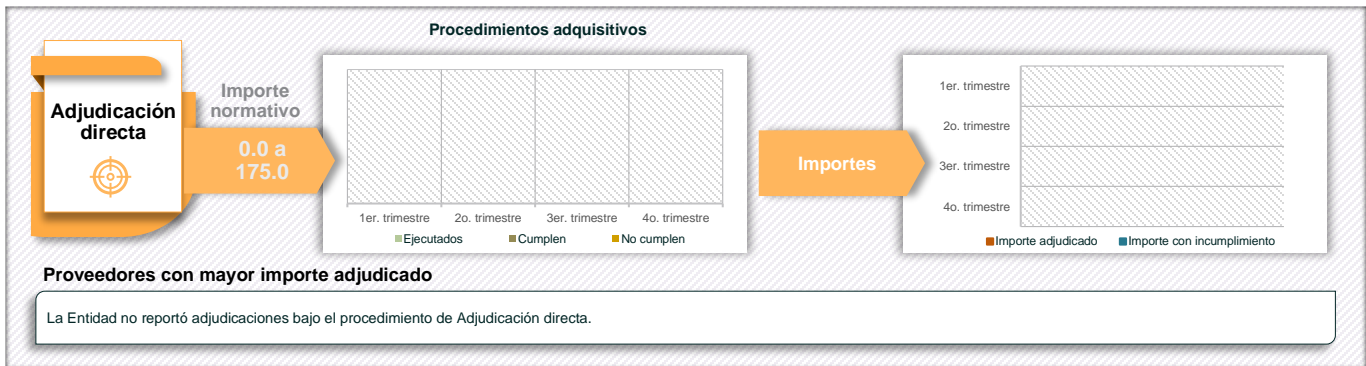 Procedimientos adquisitivos
Adjudicación
directa
Importe
normativo
0.0 a
175.0
1er. trimestre
2o. trimestre
3er. trimestre
4o. trimestre
Ejecutados
Cumplen
No cumplen
Importes
1er. trimestre
2o. trimestre
3er. trimestre
4o. trimestre
Importe adjudicado
Importe con incumplimiento
Proveedores con mayor importe adjudicado
La Entidad no reportó adjudicaciones bajo el procedimiento de Adjudicación directa.